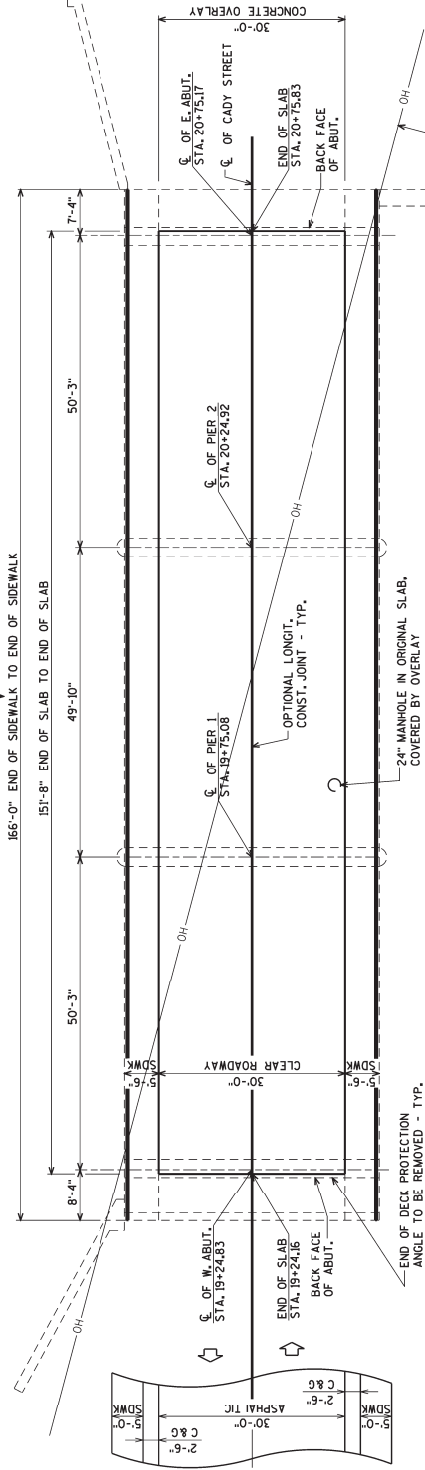 166'-0" END OF SIDEWALK TO END OF SIDEWALK
151'-8" END OF SLAB TO END OF SLAB
8'-4"
50'-3"
49'-10"
50'-3"
7'-4"
30'-0"
CONCRETE OVERLAY
℄ OF W. ABUT.
STA. 19+24.83
END OF SLAB
STA. 19+24.16
BACK FACE
OF ABUT.
END OF DECK PROTECTION
ANGLE TO BE REMOVED - TYP.
SDWK
5'-0"
2'-6"
C&G
ASPHALTIC
30'-0"
2'-6"
C&G
SDWK
5'-0"
SDWK
5'-6"
CLEAR ROADWAY
30'-0"
SDWK
5'-6"
OH
OH
OH
OH
℄ OF PIER 1
STA. 19+75.08
OPTIONAL LONGIT.
CONST. JOINT - TYP.
24" MANHOLE IN ORIGINAL SLAB,
COVERED BY OVERLAY
℄ OF PIER 2
STA. 20+24.92
℄ OF E. ABUT.
STA. 20+75.17
℄ OF CADY STREET
END OF SLAB
STA. 20+75.83
BACK FACE
OF ABUT.